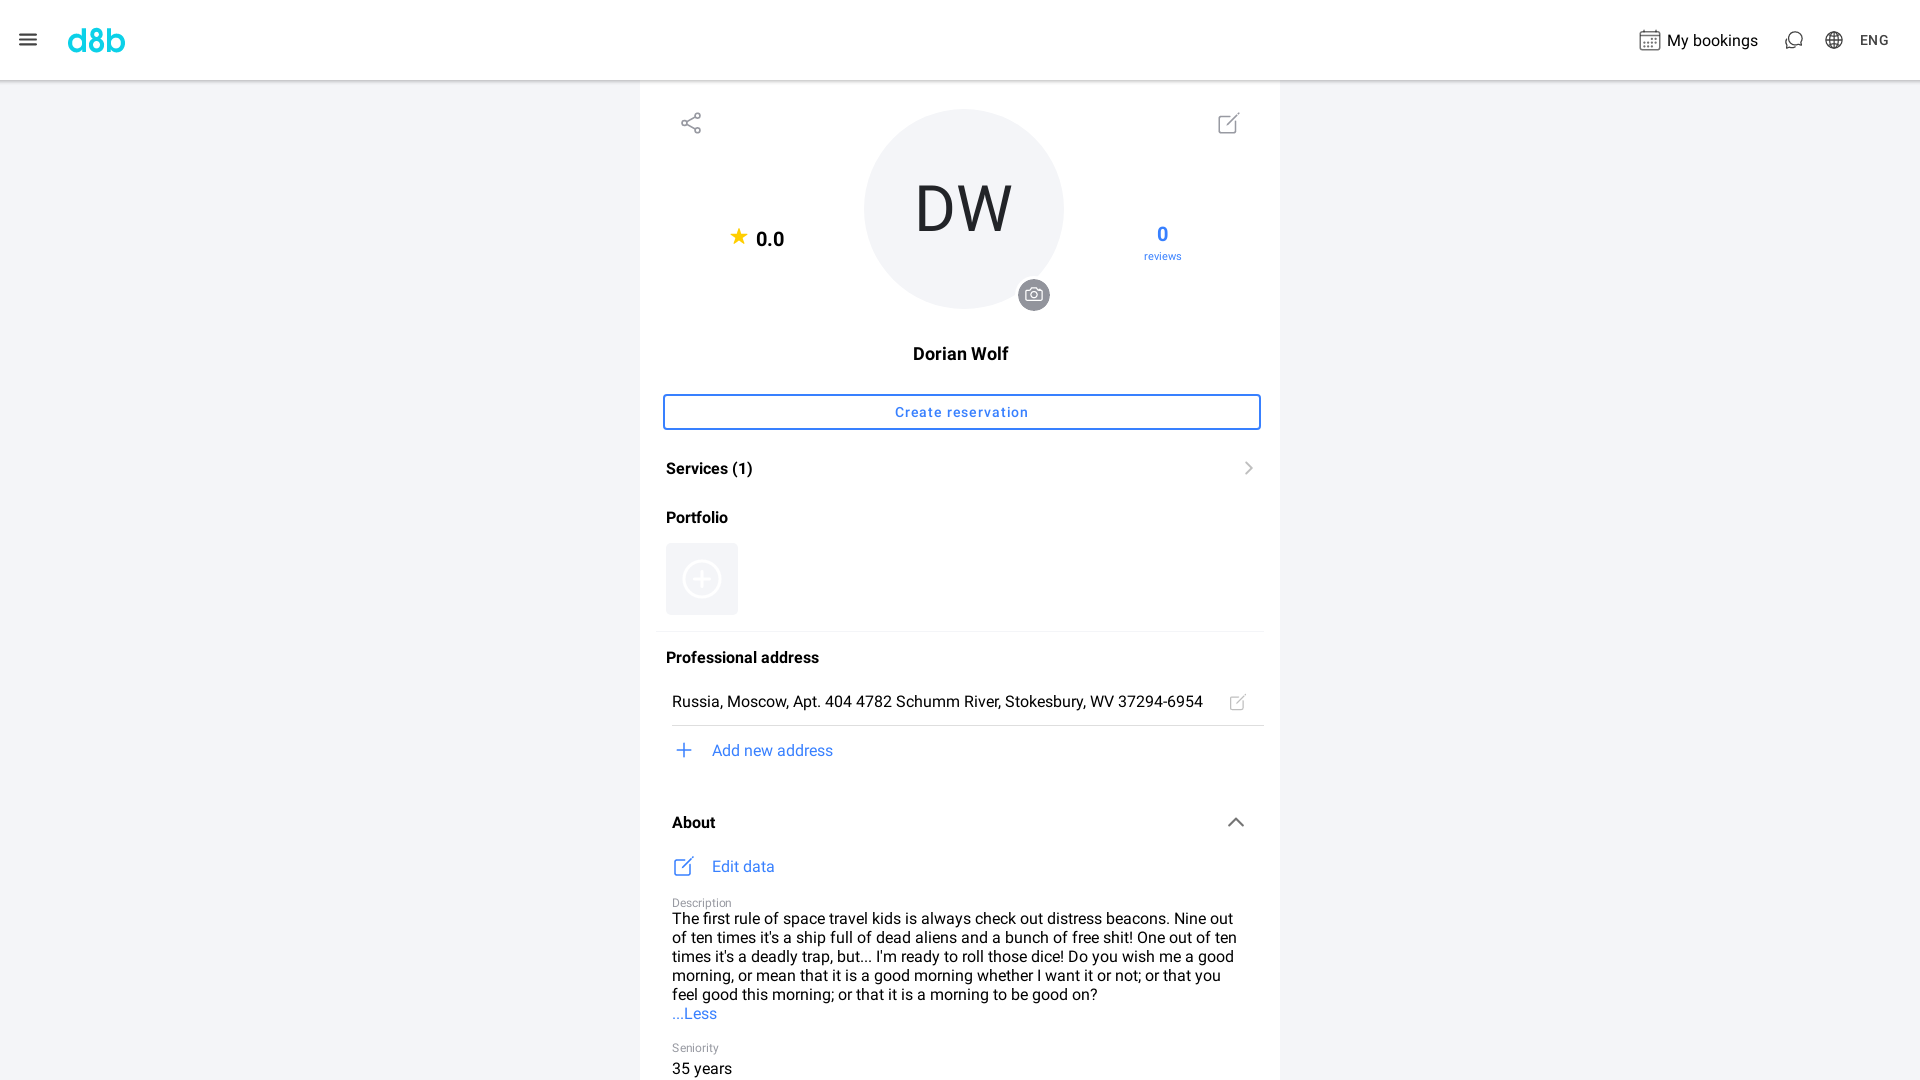 d8b
My bookings
ENG
DW
0.0
0
reviews
Dorian Wolf
Create reservation
Services (1)
Portfolio
Professional address
Russia, Moscow, Apt. 404 4782 Schumm River, Stokesbury, WV 37294-6954
Add new address
About
Edit data
Description
The first rule of space travel kids is always check out distress beacons. Nine out
of ten times it's a ship full of dead aliens and a bunch of free shit! One out of ten
times it's a deadly trap, but... I'm ready to roll those dice! Do you wish me a good
morning, or mean that it is a good morning whether I want it or not; or that you
feel good this morning; or that it is a morning to be good on?
...Less
Seniority
35 years